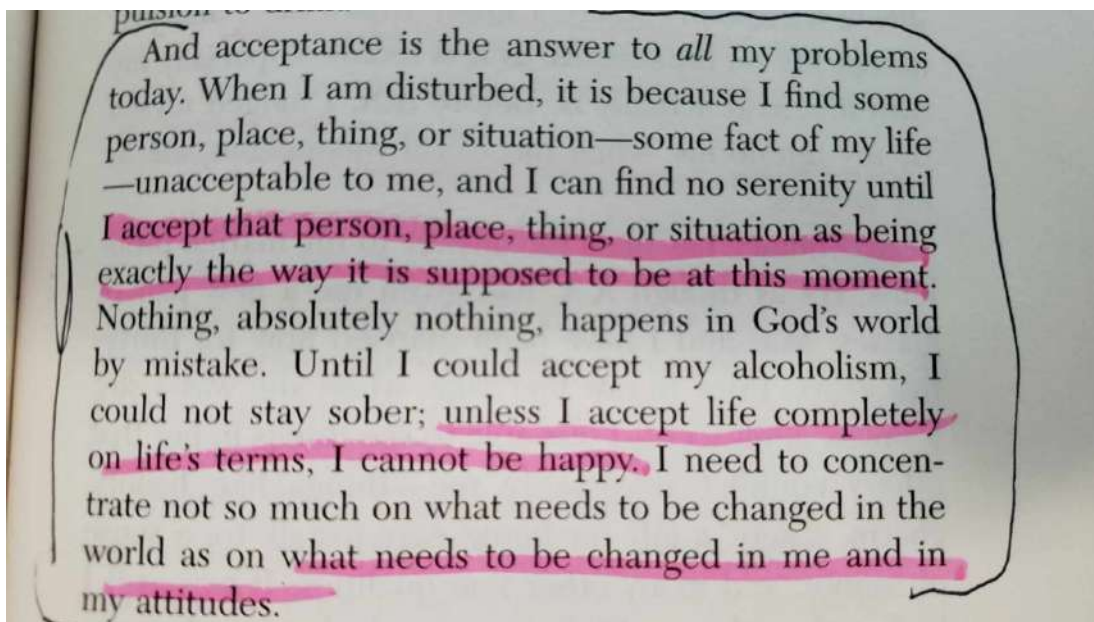 And acceptance is the answer to all my problems
today. When I am disturbed, it is because I find some
person, place, thing, or situation—some fact of my life
—unacceptable to me, and I can find no serenity until
I accept that person, place, thing, or situation as being
exactly the way it is supposed to be at this moment.
Nothing, absolutely nothing, happens in God's world
by mistake. Until I could accept my alcoholism, I
could not stay sober; unless I accept life completely
on life's terms, I cannot be happy. I need to concen-
trate not so much on what needs to be changed in the
world as on what needs to be changed in me and in
my attitudes.